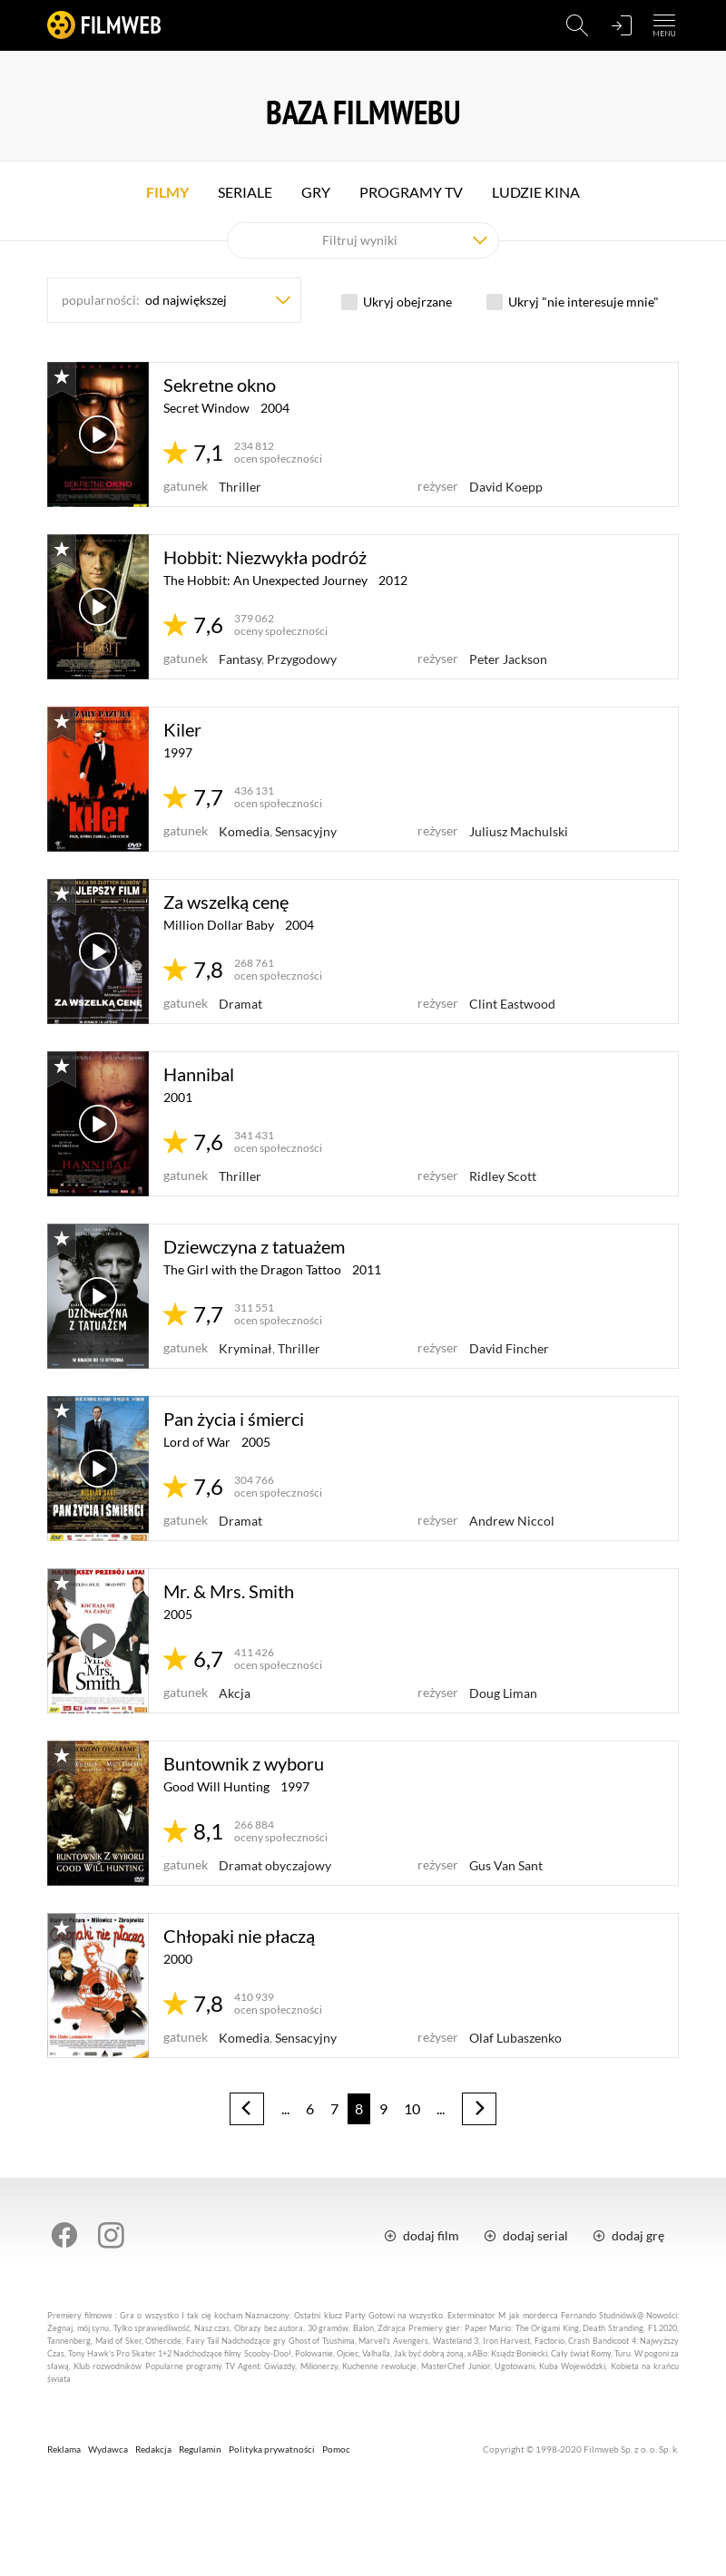 FILMWEB
MENU
BAZA FILMWEBU
FILMY SERIALE GRY PROGRAMY TV LUDZIE KINA
Filtruj wyniki
popularności: od największej
Ukryj obejrzane
Ukryj "nie interesuje mnie"
SEKRETNE OKNO
Sekretne okno
Secret Window 2004
7,1
234 812
ocen społeczności
gatunek Thriller
reżyser David Koepp
HOBBIT
Hobbit: Niezwykła podróż
The Hobbit: An Unexpected Journey 2012
7,6
379 062
oceny społeczności
gatunek Fantasy, Przygodowy
reżyser Peter Jackson
CEZARY PAZURA
kiler
Kiler
1997
7,7
436 131
ocen społeczności
gatunek Komedia, Sensacyjny
reżyser Juliusz Machulski
NAJLEPSZY FILM
ZA WSZELKĄ CENĘ
Za wszelką cenę
Million Dollar Baby 2004
7,8
268 761
ocen społeczności
gatunek Dramat
reżyser Clint Eastwood
HANNIBAL
Hannibal
2001
7,6
341 431
ocen społeczności
gatunek Thriller
reżyser Ridley Scott
DZIEWCZYNA
Z TATUAŻEM
Dziewczyna z tatuażem
The Girl with the Dragon Tattoo 2011
7,7
311 551
ocen społeczności
gatunek Kryminał, Thriller
reżyser David Fincher
PAN ŻYCIA I ŚMIERCI
Pan życia i śmierci
Lord of War 2005
7,6
304 766
ocen społeczności
gatunek Dramat
reżyser Andrew Niccol
NAJWIĘKSZY PRZEBÓJ LATA!
KOCHAJĄ SIĘ
NA ZABÓJ!
Mr. &
Mrs.
Smith
Mr. & Mrs. Smith
2005
6,7
411 426
ocen społeczności
gatunek Akcja
reżyser Doug Liman
BUNTOWNIK Z WYBORU
GOOD WILL HUNTING
Buntownik z wyboru
Good Will Hunting 1997
8,1
266 884
oceny społeczności
gatunek Dramat obyczajowy
reżyser Gus Van Sant
Chłopaki nie płaczą
Chłopaki nie płaczą
2000
7,8
410 939
ocen społeczności
gatunek Komedia, Sensacyjny
reżyser Olaf Lubaszenko
... 6 7 8 9 10 ...
dodaj film dodaj serial dodaj grę
Premiery filmowe : Gra o wszystko I tak cię kocham Naznaczony: Ostatni klucz Party Gotowi na wszystko. Exterminator M jak morderca Fernando Studniówk@ Nowości:
Żegnaj, mój synu, Tylko sprawiedliwość, Nasz czas, Obrazy bez autora, 30 gramów, Balon, Zdrajca Premiery gier: Paper Mario: The Origami King, Death Stranding, F1 2020,
Tannenberg, Maid of Sker, Othercide, Fairy Tail Nadchodzące gry Ghost of Tsushima, Marvel's Avengers, Wasteland 3, Iron Harvest, Factorio, Crash Bandicoot 4: Najwyższy
Czas, Tony Hawk's Pro Skater 1+2 Nadchodzące filmy Scooby-Doo!, Polowanie, Ojciec, Valhalla, Jak być dobrą żoną, xABo: Ksiądz Boniecki, Cały świat Romy, Turu. W pogoni za
sławą, Klub rozwodników Popularne programy TV Agent: Gwiazdy, Milionerzy, Kuchenne rewolucje, MasterChef Junior, Ugotowani, Kuba Wojewódzki, Kobieta na krańcu
świata
Reklama Wydawca Redakcja Regulamin Polityka prywatności Pomoc
Copyright © 1998-2020 Filmweb Sp. z o. o. Sp. k.